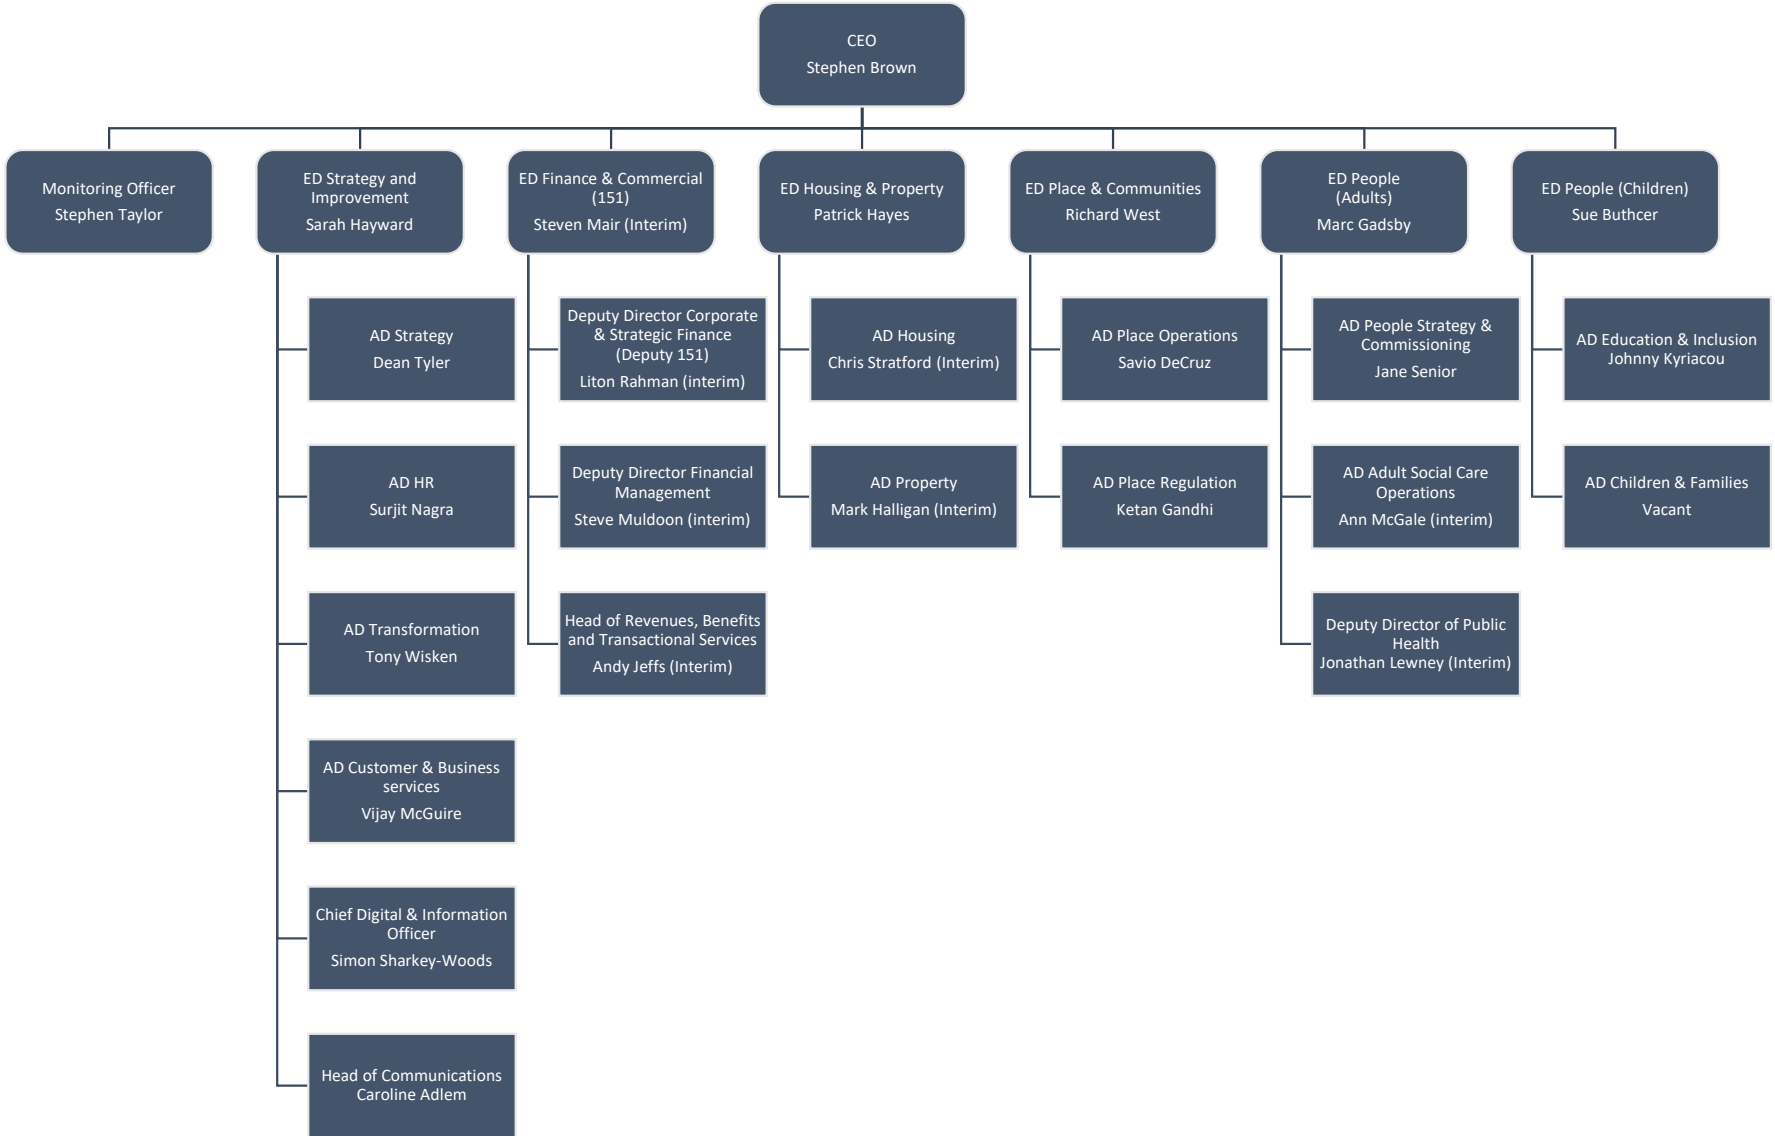 CEO
Stephen Brown
Monitoring Officer
Stephen Taylor
ED Strategy and
Improvement
Sarah Hayward
ED Finance & Commercial
(151)
Steven Mair (Interim)
ED Housing & Property
Patrick Hayes
ED Place & Communities
Richard West
ED People
(Adults)
Marc Gadsby
ED People (Children)
Sue Buthcer
AD Strategy
Dean Tyler
AD HR
Surjit Nagra
AD Transformation
Tony Wisken
AD Customer & Business
services
Vijay McGuire
Chief Digital & Information
Officer
Simon Sharkey-Woods
Head of Communications
Caroline Adlem
Deputy Director Corporate
& Strategic Finance
(Deputy 151)
Liton Rahman (interim)
Deputy Director Financial
Management
Steve Muldoon (interim)
Head of Revenues, Benefits
and Transactional Services
Andy Jeffs (Interim)
AD Housing
Chris Stratford (Interim)
AD Property
Mark Halligan (Interim)
AD Place Operations
Savio DeCruz
AD Place Regulation
Ketan Gandhi
AD People Strategy &
Commissioning
Jane Senior
AD Adult Social Care
Operations
Ann McGale (interim)
Deputy Director of Public
Health
Jonathan Lewney (Interim)
AD Education & Inclusion
Johnny Kyriacou
AD Children & Families
Vacant